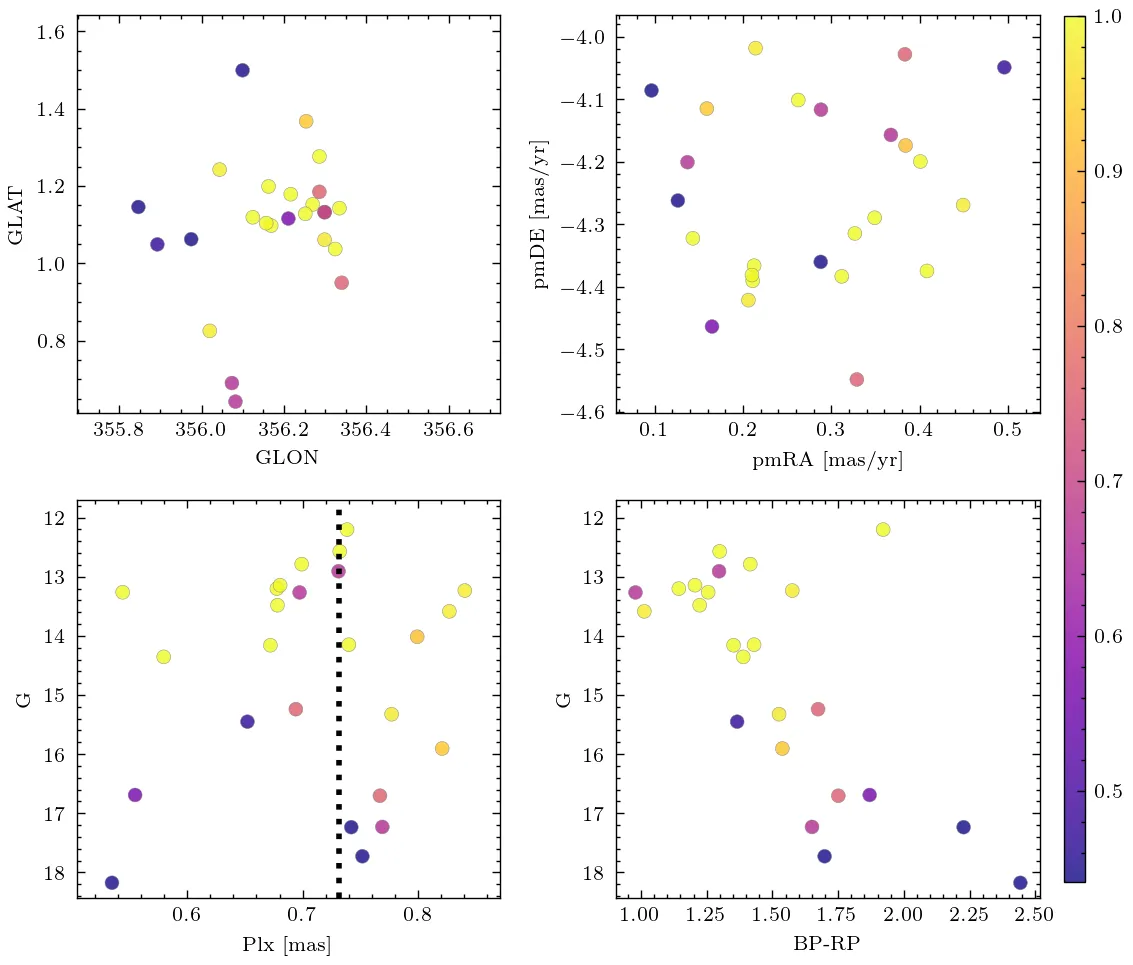 1.6
1.4
1.2
1.0
0.8
GLAT
355.8 356.0 356.2 356.4 356.6
GLON
−4.0
−4.1
−4.2
−4.3
−4.4
−4.5
−4.6
pmDE [mas/yr]
0.1 0.2 0.3 0.4 0.5
pmRA [mas/yr]
12
13
14
15
16
17
18
G
0.6 0.7 0.8
Plx [mas]
12
13
14
15
16
17
18
G
1.00 1.25 1.50 1.75 2.00 2.25 2.50
BP-RP
1.0
0.9
0.8
0.7
0.6
0.5